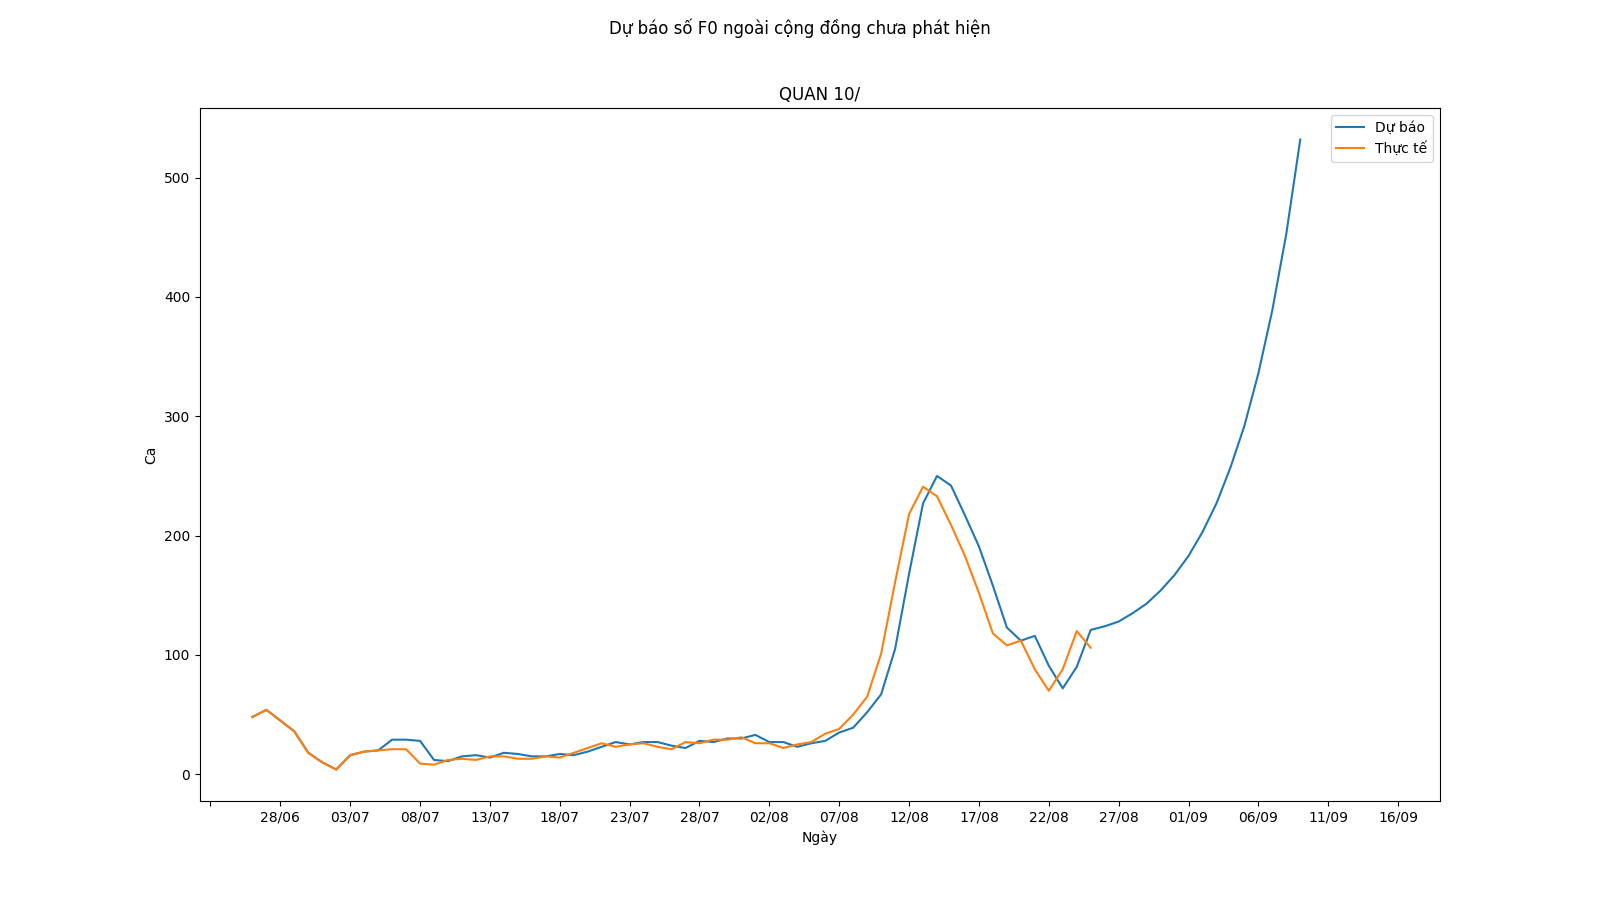 Dự báo số F0 ngoài cộng đồng chưa phát hiện
QUAN 10/
Dự báo
Thực tế
500
400
300
200
100
0
Ca
28/06 03/07 08/07 13/07 18/07 23/07 28/07 02/08 07/08 12/08 17/08 22/08 27/08 01/09 06/09 11/09 16/09
Ngày